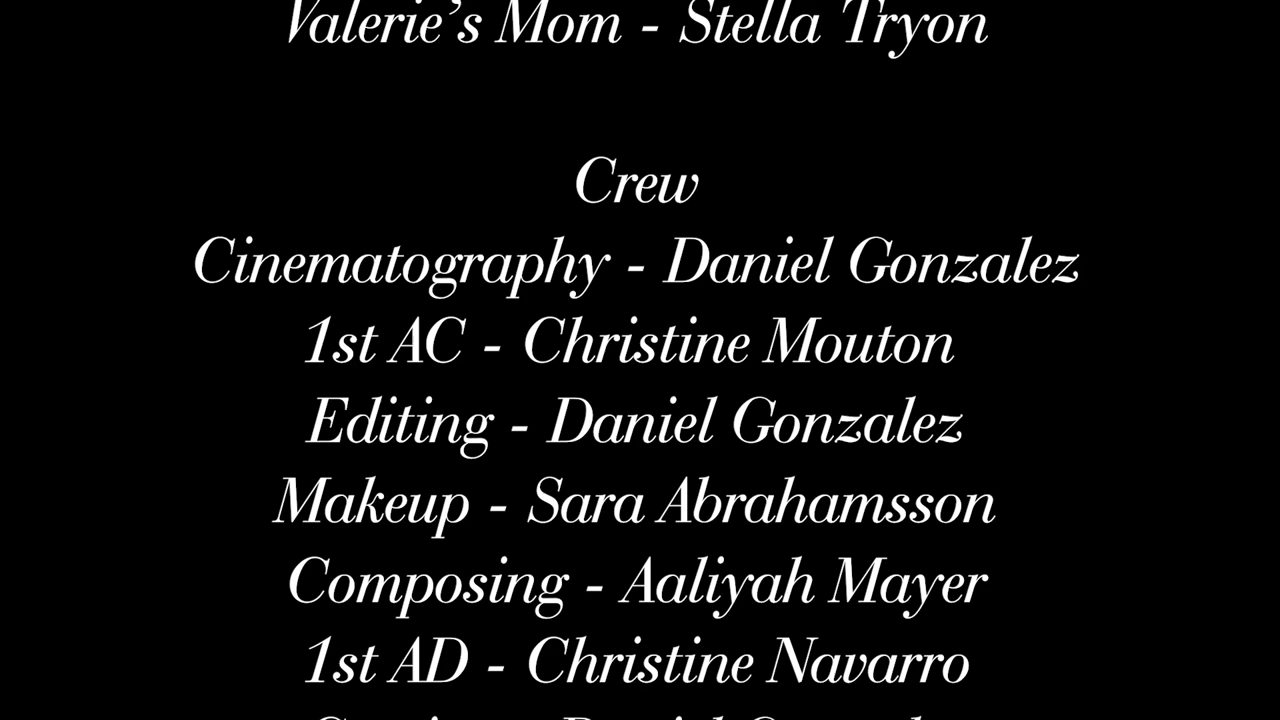 Valerie’s Mom - Stella Tryon
Crew
Cinematography - Daniel Gonzalez
1st AC - Christine Mouton
Editing - Daniel Gonzalez
Makeup - Sara Abrahamsson
Composing - Aaliyah Mayer
1st AD - Christine Navarro